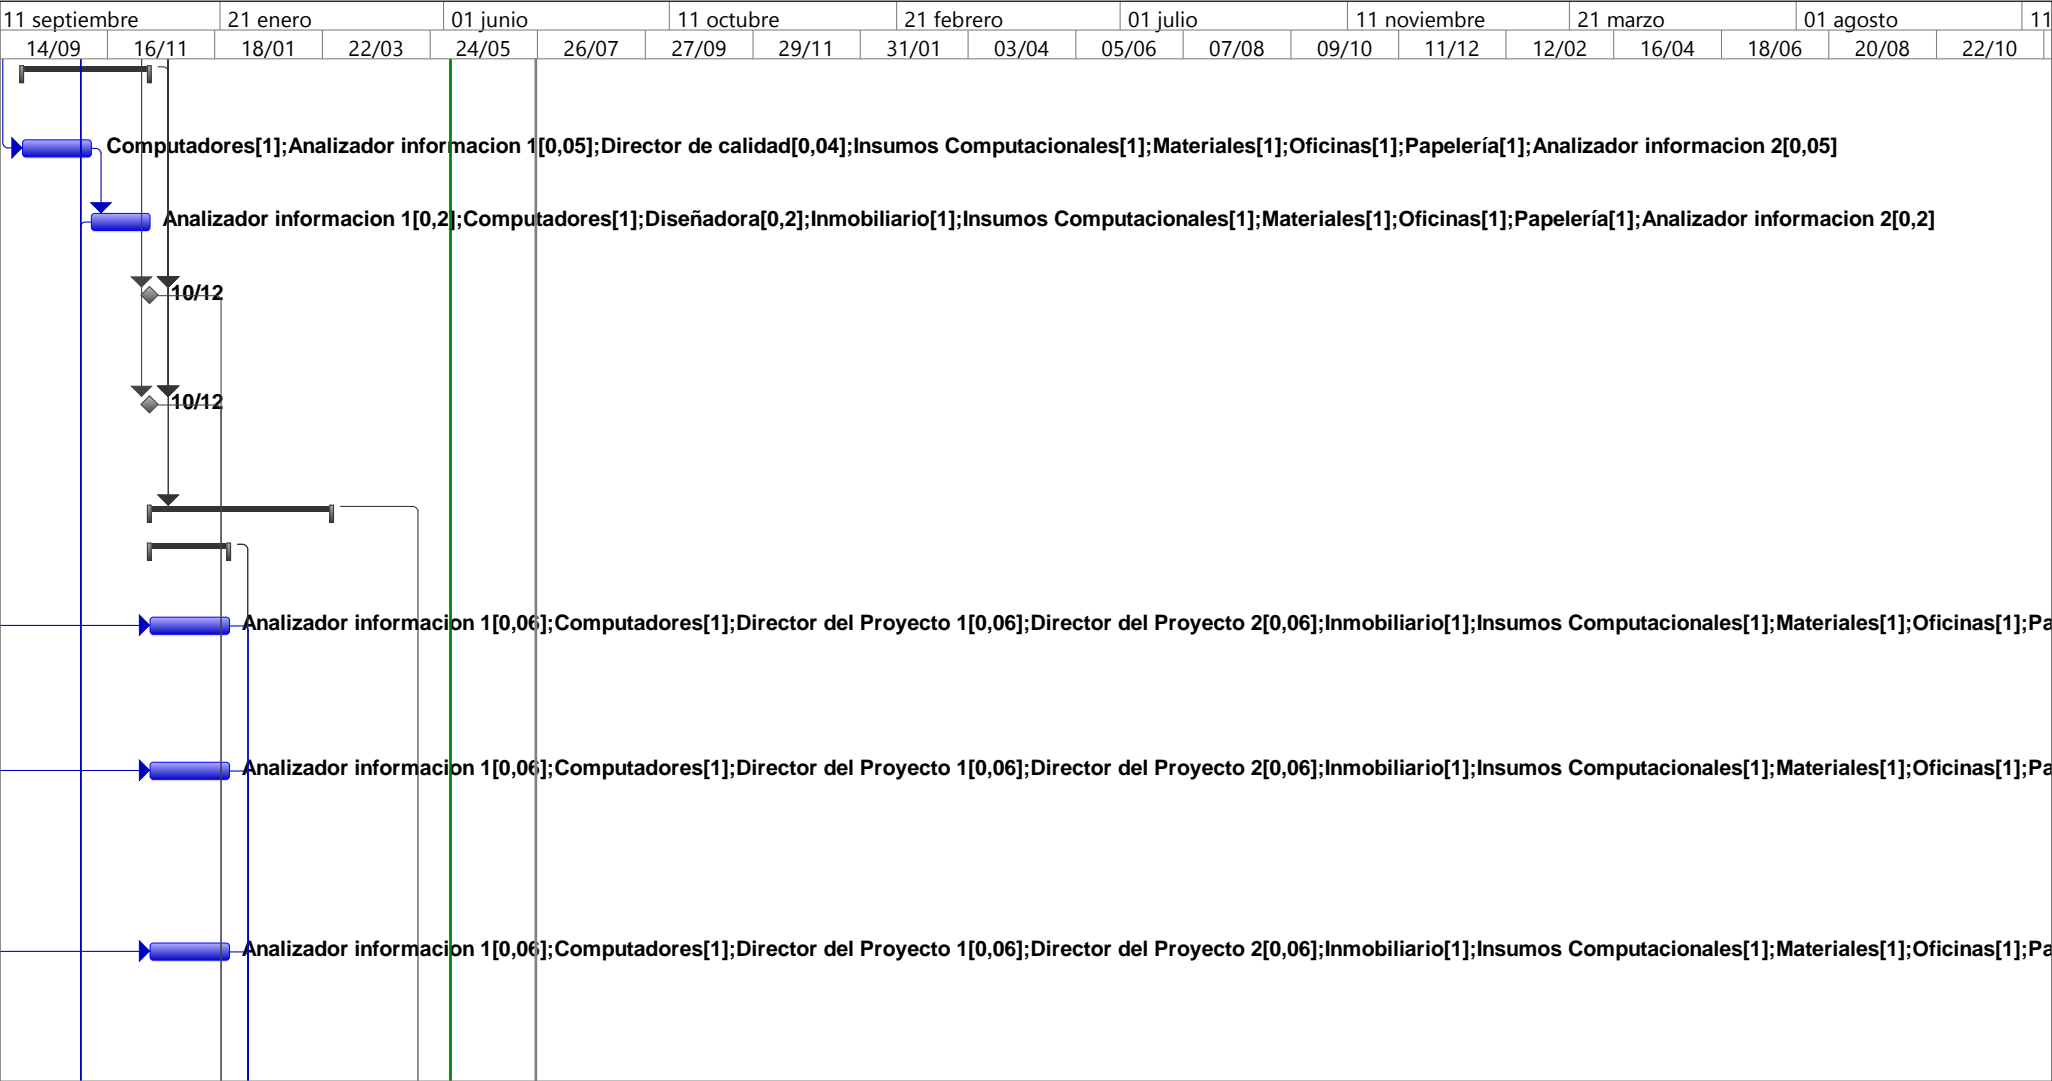 11 septiembre 21 enero 01 junio 11 octubre 21 febrero 01 julio 11 noviembre 21 marzo 01 agosto 11
14/09 16/11 18/01 22/03 24/05 26/07 27/09 29/11 31/01 03/04 05/06 07/08 09/10 11/12 12/02 16/04 18/06 20/08 22/10
Computadores[1];Analizador informacion 1[0,05];Director de calidad[0,04];Insumos Computacionales[1];Materiales[1];Oficinas[1];Papelería[1];Analizador informacion 2[0,05]
Analizador informacion 1[0,2];Computadores[1];Diseñadora[0,2];Inmobiliario[1];Insumos Computacionales[1];Materiales[1];Oficinas[1];Papelería[1];Analizador informacion 2[0,2]
10/12
10/12
Analizador informacion 1[0,06];Computadores[1];Director del Proyecto 1[0,06];Director del Proyecto 2[0,06];Inmobiliario[1];Insumos Computacionales[1];Materiales[1];Oficinas[1];Pa
Analizador informacion 1[0,06];Computadores[1];Director del Proyecto 1[0,06];Director del Proyecto 2[0,06];Inmobiliario[1];Insumos Computacionales[1];Materiales[1];Oficinas[1];Pa
Analizador informacion 1[0,06];Computadores[1];Director del Proyecto 1[0,06];Director del Proyecto 2[0,06];Inmobiliario[1];Insumos Computacionales[1];Materiales[1];Oficinas[1];Pa